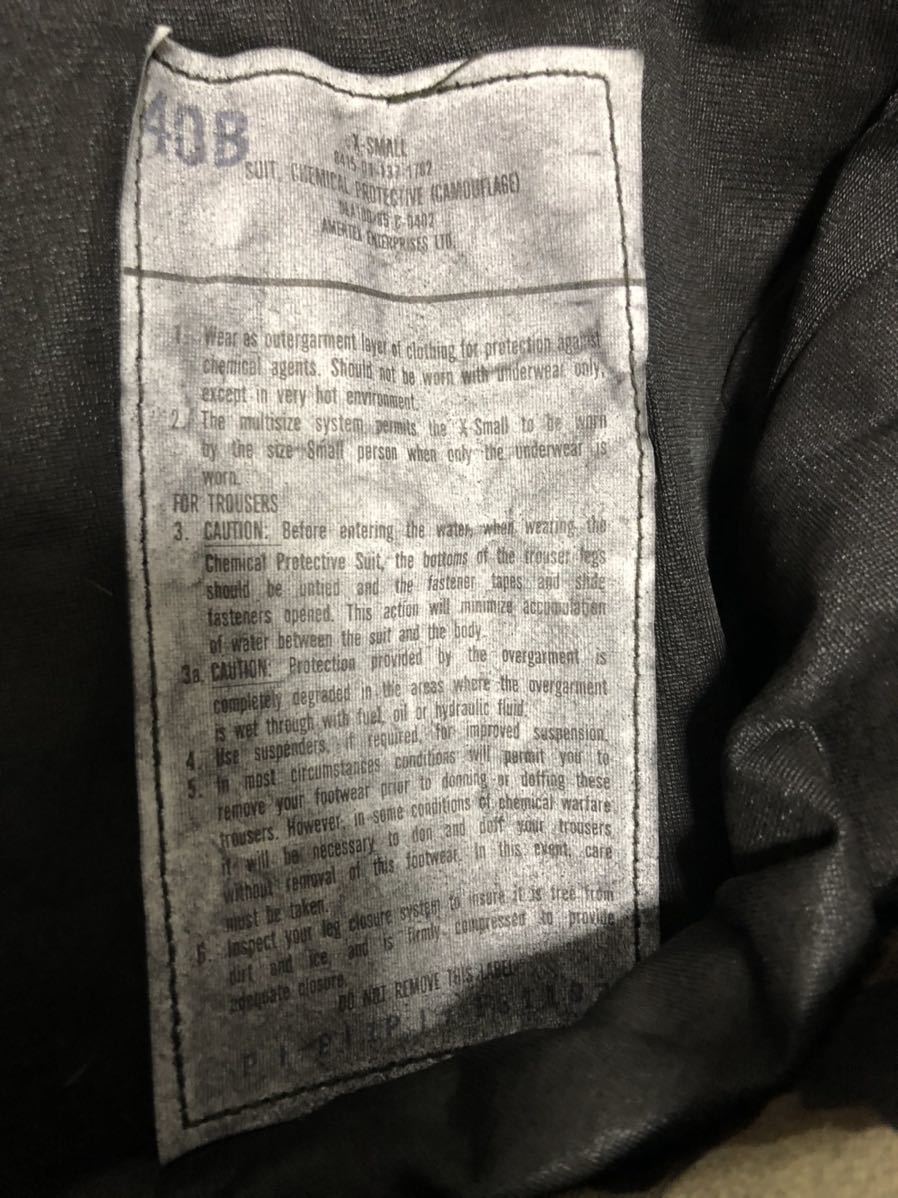 40B
X-SMALL
8415-01-137-1702
SUIT, CHEMICAL PROTECTIVE (CAMOUFLAGE)
AMERTEX ENTERPRISES LTD.
1. Wear as outergarment layer of clothing for protection against
chemical agents. Should not be worn with underwear only,
except in very hot environment.
2. The multisize system permits the X-Small to be worn
by the size Small person when only the underwear is
worn.
FOR TROUSERS
3. CAUTION: Before entering the water, when wearing the
Chemical Protective Suit, the bottoms of the trouser legs
should be untied and the fastener tapes and slide
fasteners opened. This action will minimize accumulation
of water between the suit and the body.
3a. CAUTION: Protection provided by the overgarment is
completely degraded in the areas where the overgarment
is wet through with fuel, oil or hydraulic fluid.
4. Use suspenders, if required, for improved suspension.
5. In most circumstances conditions will permit you to
remove your footwear prior to donning or doffing these
trousers. However, in some conditions of chemical warfare
it will be necessary to don and doff your trousers
without removal of this footwear. In this event, care
must be taken.
6. Inspect your leg closure system to insure it is free from
dirt and ice, and is firmly compressed to provide
adequate closure.
DO NOT REMOVE THIS LABEL